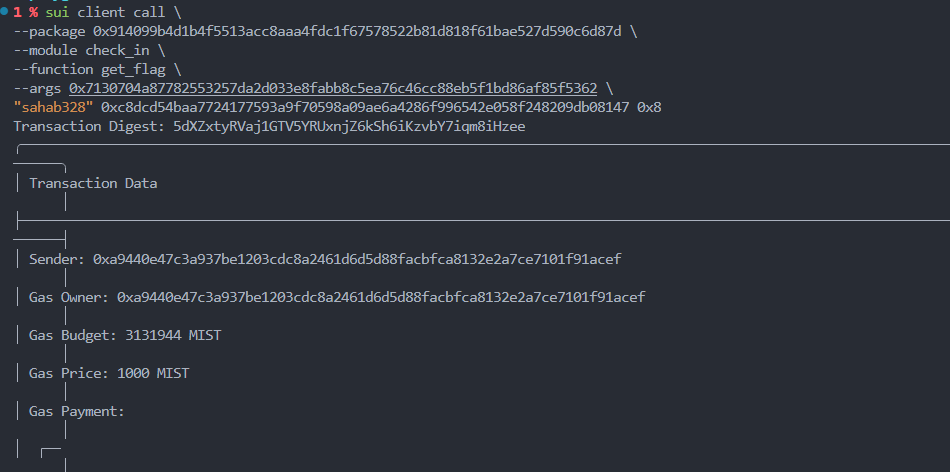 1 % sui client call \
--package 0x914099b4d1b4f5513acc8aaa4fdc1f67578522b81d818f61bae527d590c6d87d \
--module check_in \
--function get_flag \
--args 0x7130704a87782553257da2d033e8fabb8c5ea76c46cc88eb5f1bd86af85f5362 \
"sahab328" 0xc8dcd54baa7724177593a9f70598a09ae6a4286f996542e058f248209db08147 0x8
Transaction Digest: 5dXZxtyRVaj1GTV5YRUxnjZ6kSh6iKzvbY7iqm8iHzee
Transaction Data
Sender: 0xa9440e47c3a937be1203cdc8a2461d6d5d88facbfca8132e2a7ce7101f91acef
Gas Owner: 0xa9440e47c3a937be1203cdc8a2461d6d5d88facbfca8132e2a7ce7101f91acef
Gas Budget: 3131944 MIST
Gas Price: 1000 MIST
Gas Payment: